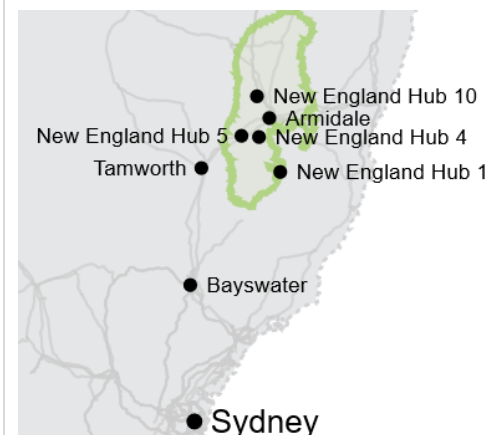 New England Hub 10
Armidale
New England Hub 5
New England Hub 4
Tamworth
New England Hub 1
Bayswater
Sydney